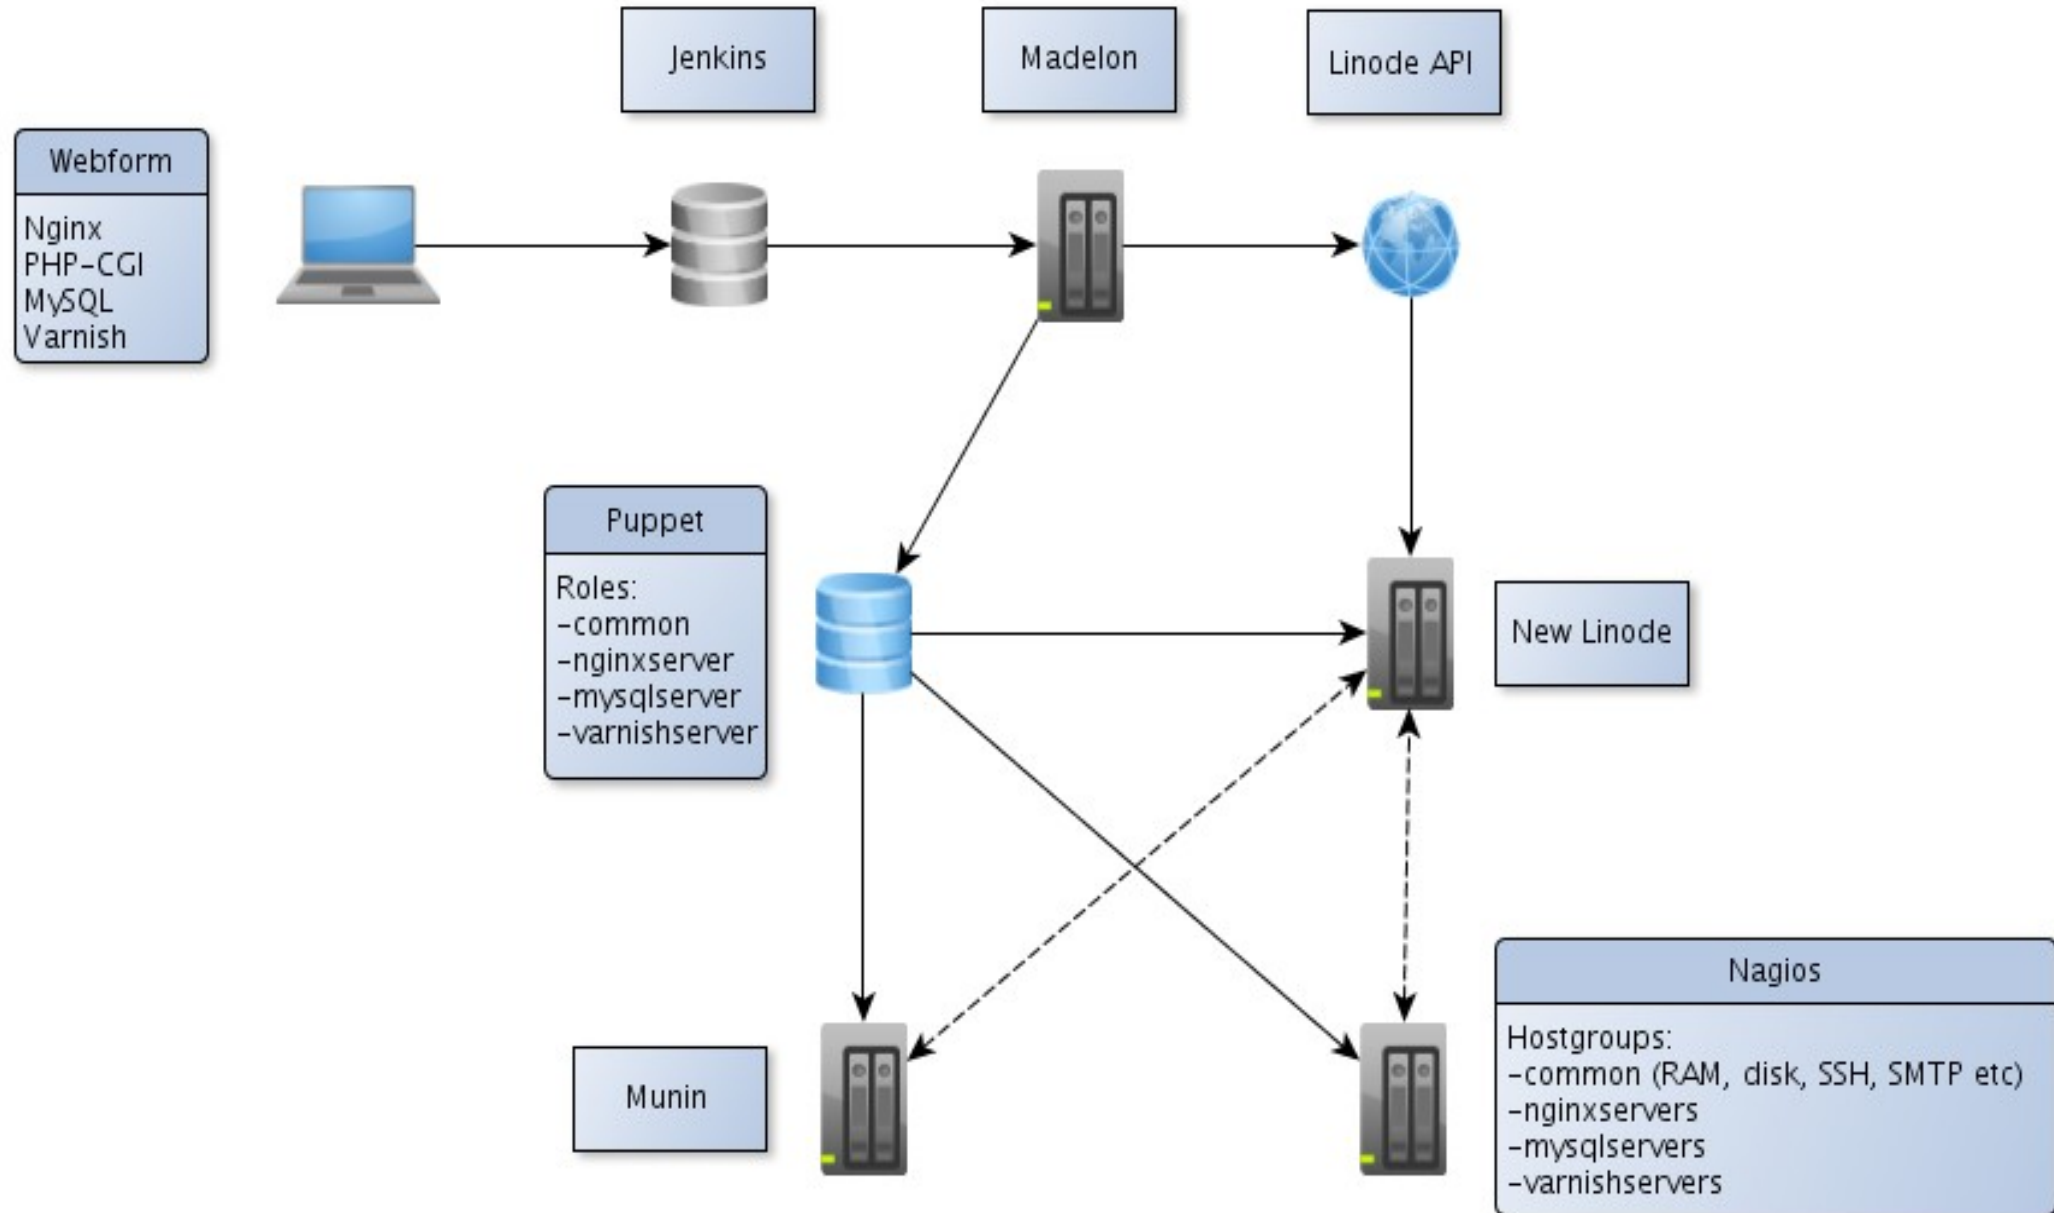 Jenkins
Madelon
Linode API
Webform
Nginx
PHP-CGI
MySQL
Varnish
Puppet
Roles:
-common
-nginxserver
-mysqlserver
-varnishserver
New Linode
Munin
Nagios
Hostgroups:
-common (RAM, disk, SSH, SMTP etc)
-nginxservers
-mysqlservers
-varnishservers